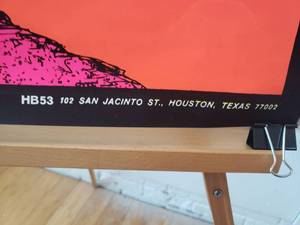 HB53 102 SAN JACINTO ST., HOUSTON, TEXAS 77002